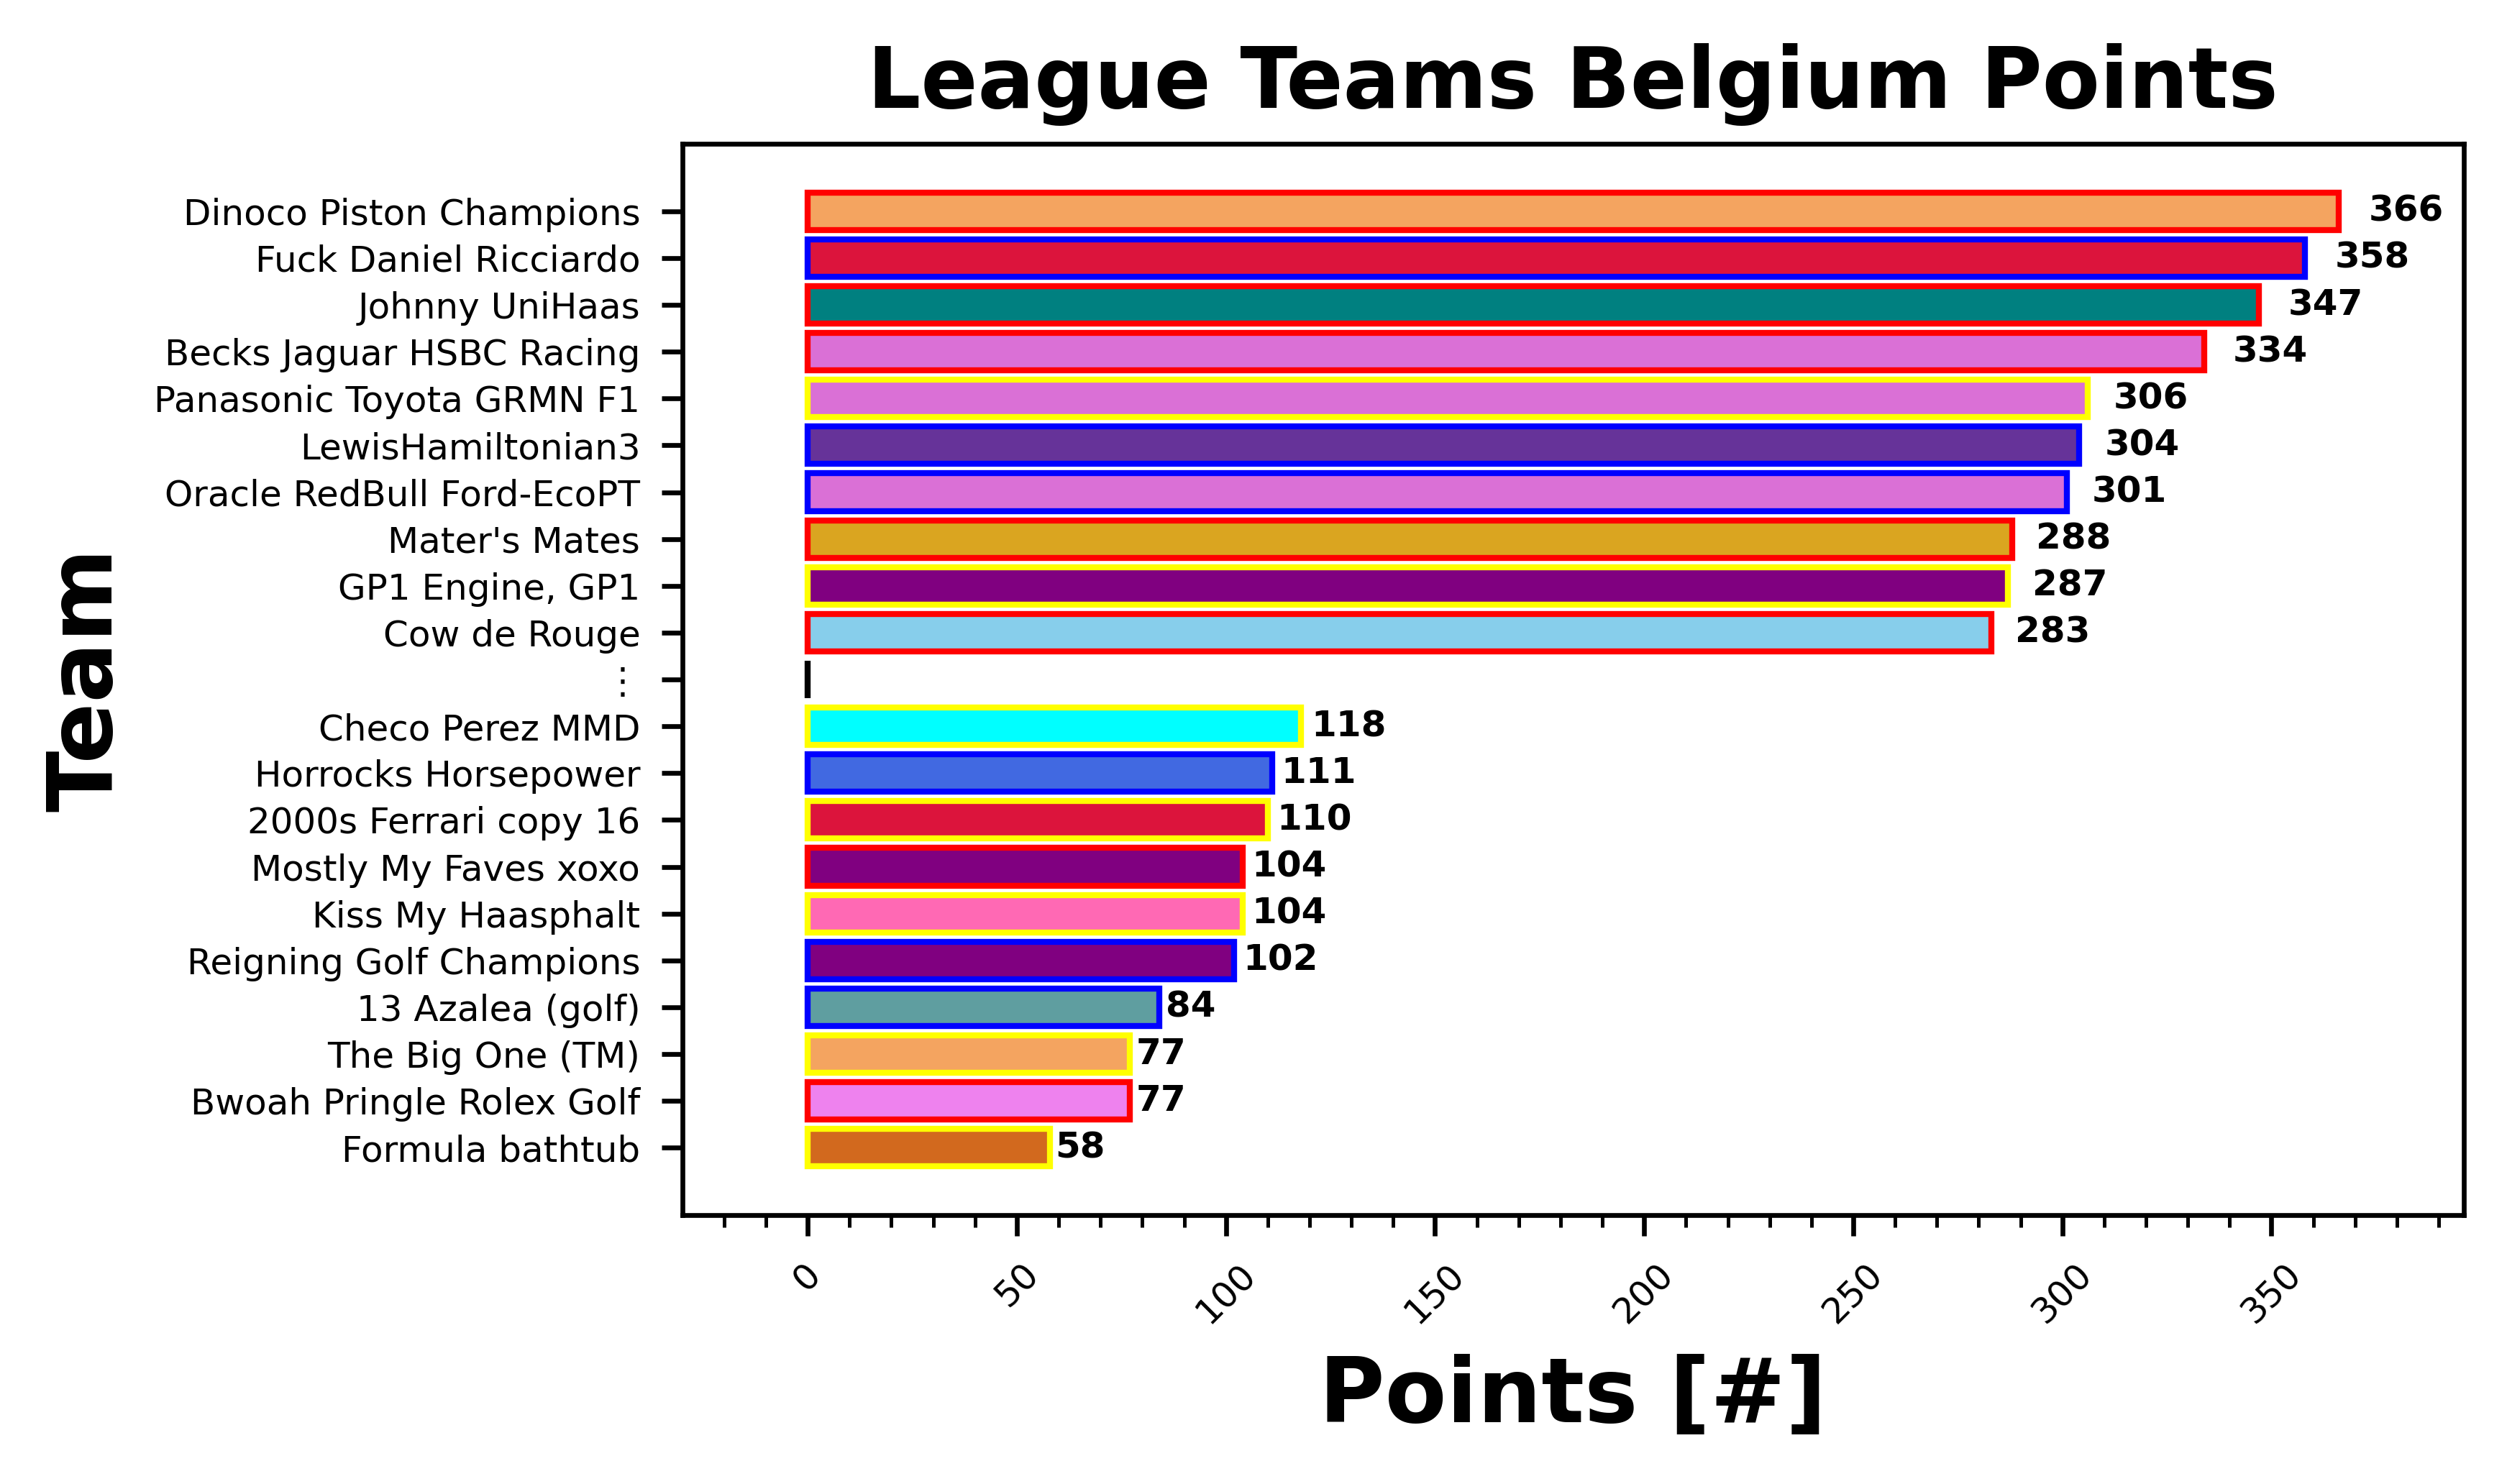 League Teams Belgium Points
Dinoco Piston Champions 366
Fuck Daniel Ricciardo 358
Johnny UniHaas 347
Becks Jaguar HSBC Racing 334
Panasonic Toyota GRMN F1 306
LewisHamiltonian3 304
Oracle RedBull Ford-EcoPT 301
Mater's Mates 288
GP1 Engine, GP1 287
Cow de Rouge 283
⋮
Checo Perez MMD 118
Horrocks Horsepower 111
2000s Ferrari copy 16 110
Mostly My Faves xoxo 104
Kiss My Haasphalt 104
Reigning Golf Champions 102
13 Azalea (golf) 84
The Big One (TM) 77
Bwoah Pringle Rolex Golf 77
Formula bathtub 58
Team
0 50 100 150 200 250 300 350
Points [#]